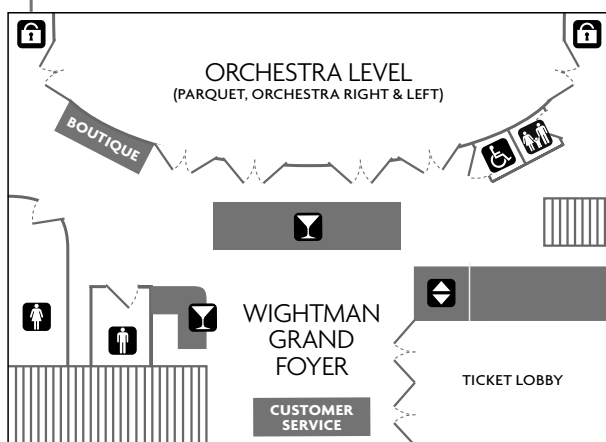 ORCHESTRA LEVEL
(PARQUET, ORCHESTRA RIGHT & LEFT)
BOUTIQUE
WIGHTMAN
GRAND
FOYER
TICKET LOBBY
CUSTOMER
SERVICE